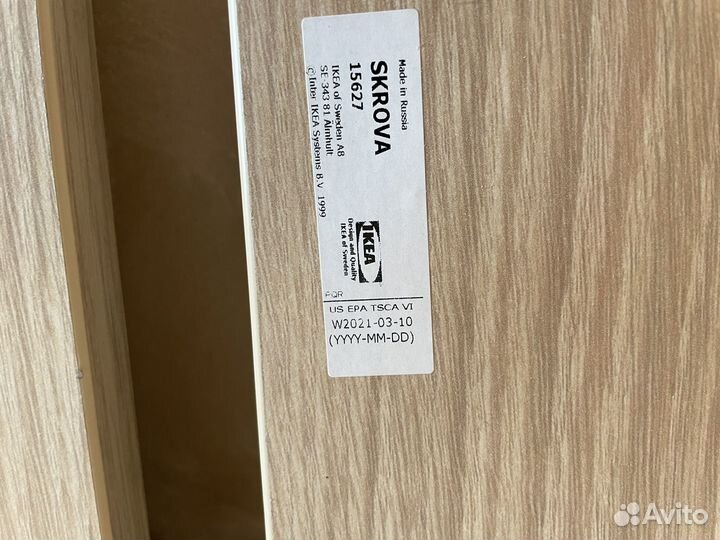 Made in Russia
SKROVA
15627
IKEA of Sweden AB
SE-343 81 Älmhult
© Inter IKEA Systems B.V. 1999
IKEA
Design and Quality
IKEA of Sweden
PQR
US EPA TSCA VI
W2021-03-10
(YYYY-MM-DD)
Avito